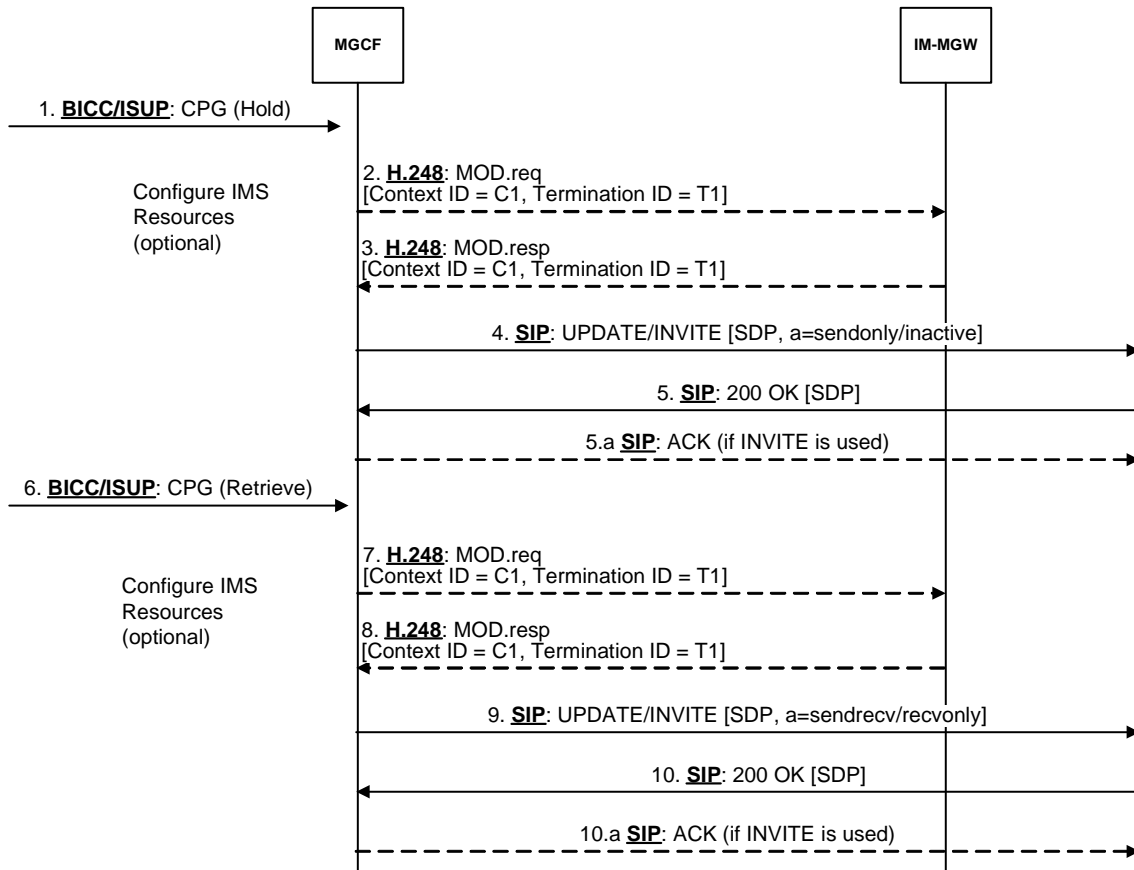 MGCF
IM-MGW
1. BICC/ISUP: CPG (Hold)
2. H.248: MOD.req
[Context ID = C1, Termination ID = T1]
Configure IMS
Resources
(optional)
3. H.248: MOD.resp
[Context ID = C1, Termination ID = T1]
4. SIP: UPDATE/INVITE [SDP, a=sendonly/inactive]
5. SIP: 200 OK [SDP]
5.a SIP: ACK (if INVITE is used)
6. BICC/ISUP: CPG (Retrieve)
7. H.248: MOD.req
[Context ID = C1, Termination ID = T1]
Configure IMS
Resources
(optional)
8. H.248: MOD.resp
[Context ID = C1, Termination ID = T1]
9. SIP: UPDATE/INVITE [SDP, a=sendrecv/recvonly]
10. SIP: 200 OK [SDP]
10.a SIP: ACK (if INVITE is used)